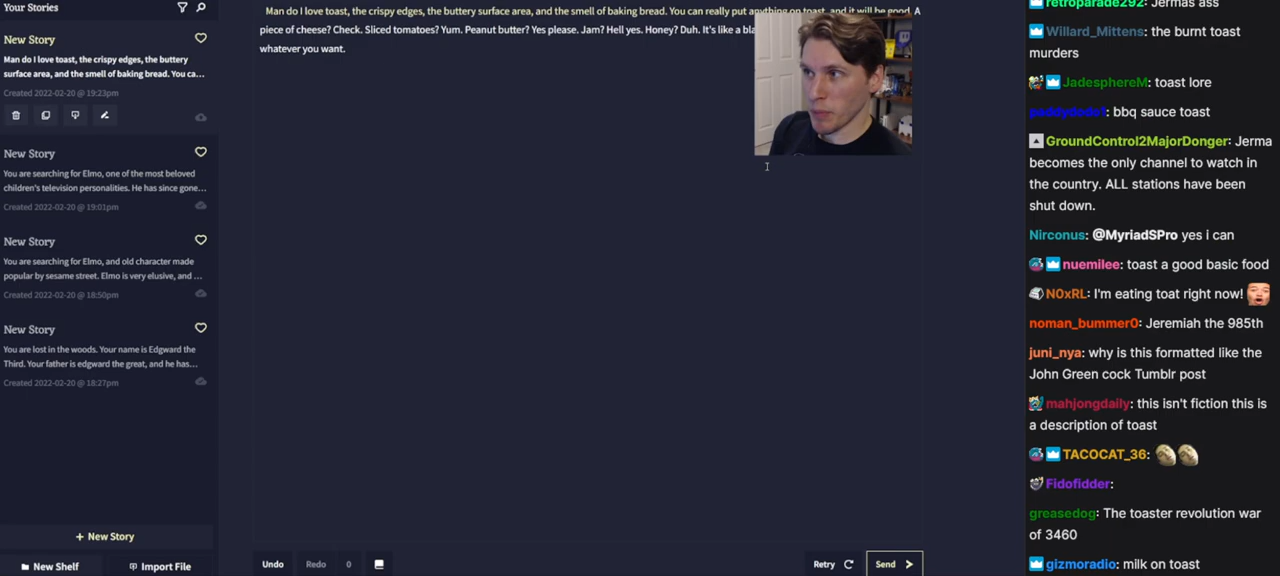 Your Stories
New Story
Man do I love toast, the crispy edges, the buttery
surface area, and the smell of baking bread. You ca...
Created 2022-02-20 @ 19:23pm
New Story
You are searching for Elmo, one of the most beloved
children's television personalities. He has since gone...
Created 2022-02-20 @ 19:01pm
New Story
You are searching for Elmo, and old character made
popular by sesame street. Elmo is very elusive, and ...
Created 2022-02-20 @ 18:50pm
New Story
You are lost in the woods. Your name is Edgward the
Third. Your father is edgward the great, and he has...
Created 2022-02-20 @ 18:27pm
+ New Story
New Shelf
Import File
Man do I love toast, the crispy edges, the buttery surface area, and the smell of baking bread. You can really put anything on toast, and it will be good. A
piece of cheese? Check. Sliced tomatoes? Yum. Peanut butter? Yes please. Jam? Hell yes. Honey? Duh. It's like a
whatever you want.
Undo
Redo
0
Retry
Send
retroparade292: Jermas ass
Willard_Mittens: the burnt toast
murders
JadesphereM: toast lore
: bbq sauce toast
GroundControl2MajorDonger: Jerma
becomes the only channel to watch in
the country. ALL stations have been
shut down.
Nirconus: @MyriadSPro yes i can
nuemilee: toast a good basic food
N0xRL: I'm eating toat right now!
noman_bummer0: Jeremiah the 985th
juni_nya: why is this formatted like the
John Green cock Tumblr post
mahjongdaily: this isn't fiction this is
a description of toast
TACOCAT_36:
Fidofidder:
greasedog: The toaster revolution war
of 3460
gizmoradio: milk on toast